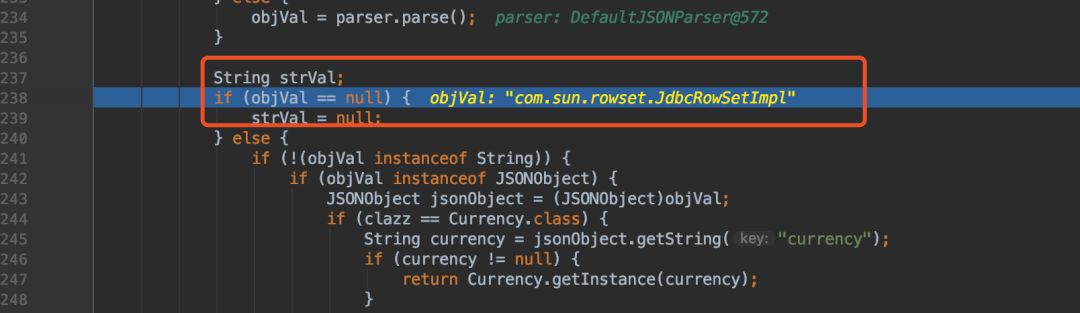 233 } else {
234 objVal = parser.parse(); parser: DefaultJSONParser@572
235 }
236
237 String strVal;
238 if (objVal == null) { objVal: "com.sun.rowset.JdbcRowSetImpl"
239 strVal = null;
240 } else {
241 if (!(objVal instanceof String)) {
242 if (objVal instanceof JSONObject) {
243 JSONObject jsonObject = (JSONObject)objVal;
244 if (clazz == Currency.class) {
245 String currency = jsonObject.getString( key: "currency");
246 if (currency != null) {
247 return Currency.getInstance(currency);
248 }